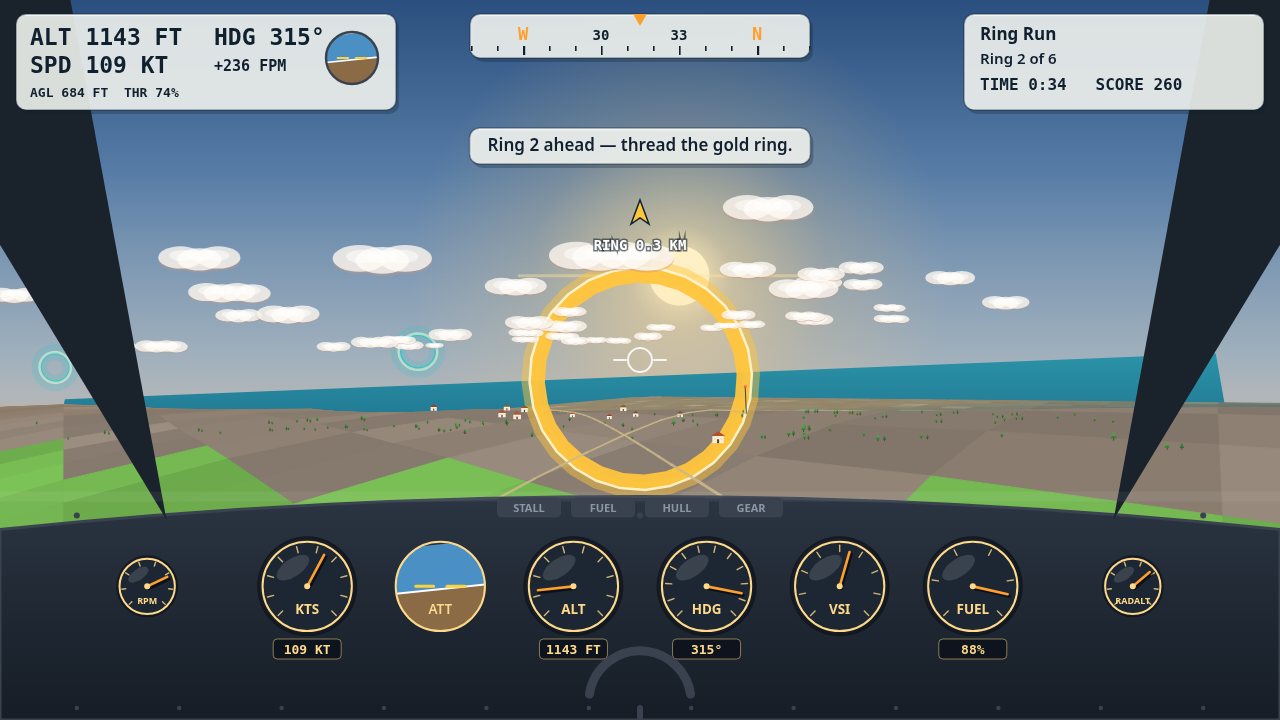 ALT 1143 FT HDG 315°
SPD 109 KT +236 FPM
AGL 684 FT THR 74%
W 30 33 N
Ring Run
Ring 2 of 6
TIME 0:34 SCORE 260
Ring 2 ahead — thread the gold ring.
RING 0.3 KM
STALL FUEL HULL GEAR
RPM
KTS
ATT
ALT
HDG
VSI
FUEL
RADALT
109 KT
1143 FT
315°
88%